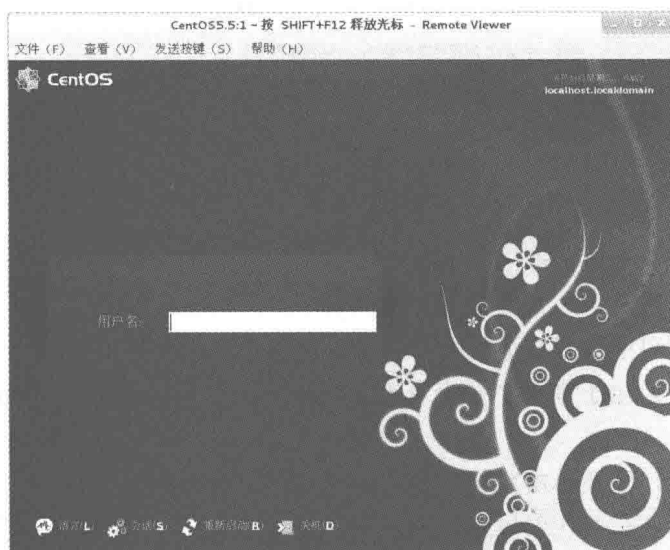 CentOS5.5:1 - 按 SHIFT+F12 释放光标 - Remote Viewer
文件 (F) 查看 (V) 发送按键 (S) 帮助 (H)
CentOS
localhost.localdomain
用户名:
语言(L) 会话(S) 重新启动(R) 关机(D)